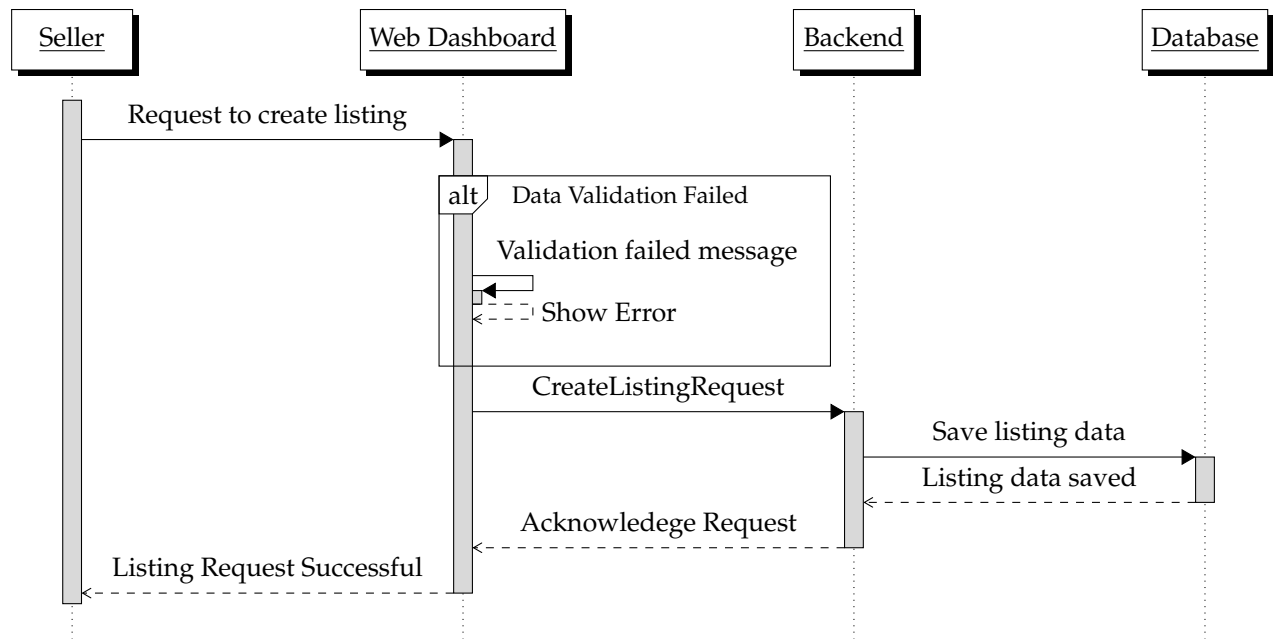 Seller
Web Dashboard
Backend
Database
Request to create listing
alt
Data Validation Failed
Validation failed message
Show Error
CreateListingRequest
Save listing data
Listing data saved
Acknowledege Request
Listing Request Successful